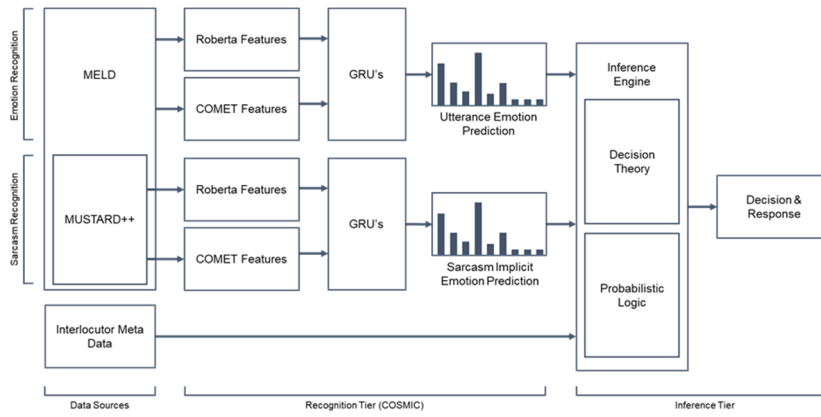 Emotion Recognition
MELD
Roberta Features
COMET Features
GRU's
Utterance Emotion
Prediction
Sarcasm Recognition
MUSTARD++
Roberta Features
COMET Features
GRU's
Sarcasm Implicit
Emotion Prediction
Interlocutor Meta
Data
Inference
Engine
Decision
Theory
Probabilistic
Logic
Decision &
Response
Data Sources
Recognition Tier (COSMIC)
Inference Tier